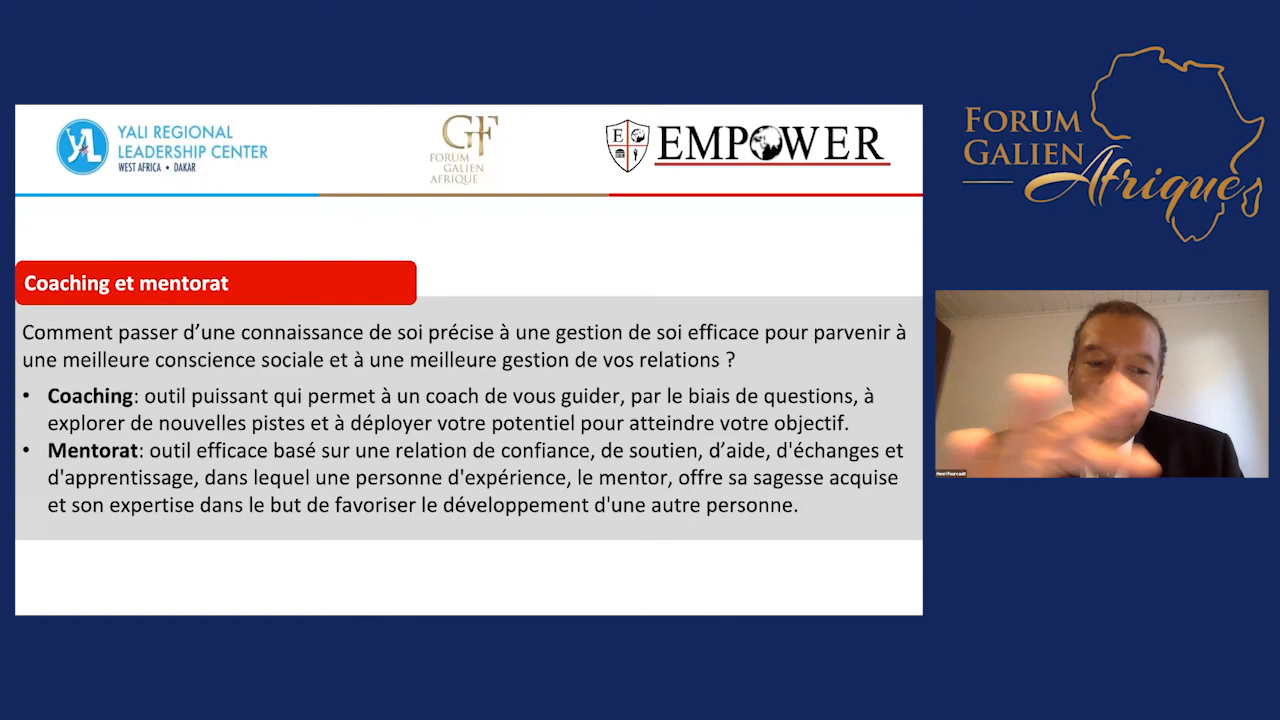 YALI REGIONAL
LEADERSHIP CENTER
WEST AFRICA • DAKAR
GF
FORUM
GALIEN
AFRIQUE
E
EMPOWER
FORUM
GALIEN
Afrique
Coaching et mentorat
Comment passer d’une connaissance de soi précise à une gestion de soi efficace pour parvenir à
une meilleure conscience sociale et à une meilleure gestion de vos relations ?
• Coaching: outil puissant qui permet à un coach de vous guider, par le biais de questions, à
explorer de nouvelles pistes et à déployer votre potentiel pour atteindre votre objectif.
• Mentorat: outil efficace basé sur une relation de confiance, de soutien, d’aide, d'échanges et
d'apprentissage, dans lequel une personne d'expérience, le mentor, offre sa sagesse acquise
et son expertise dans le but de favoriser le développement d'une autre personne.
Henri Fourcault